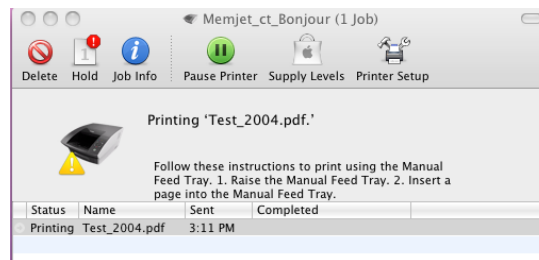 Memjet_ct_Bonjour (1 Job)
1
Delete Hold Job Info Pause Printer Supply Levels Printer Setup
Printing ‘Test_2004.pdf.’
Follow these instructions to print using the Manual
Feed Tray. 1. Raise the Manual Feed Tray. 2. Insert a
page into the Manual Feed Tray.
Status Name Sent Completed
Printing Test_2004.pdf 3:11 PM